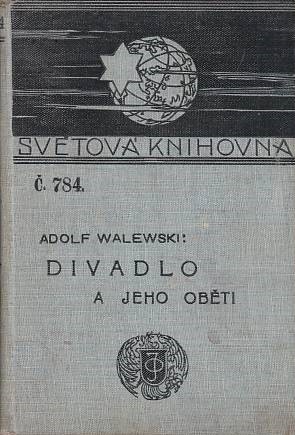 SVĚTOVÁ KNIHOVNA
Č. 784.
ADOLF WALEWSKI:
DIVADLO
A JEHO OBĚTI